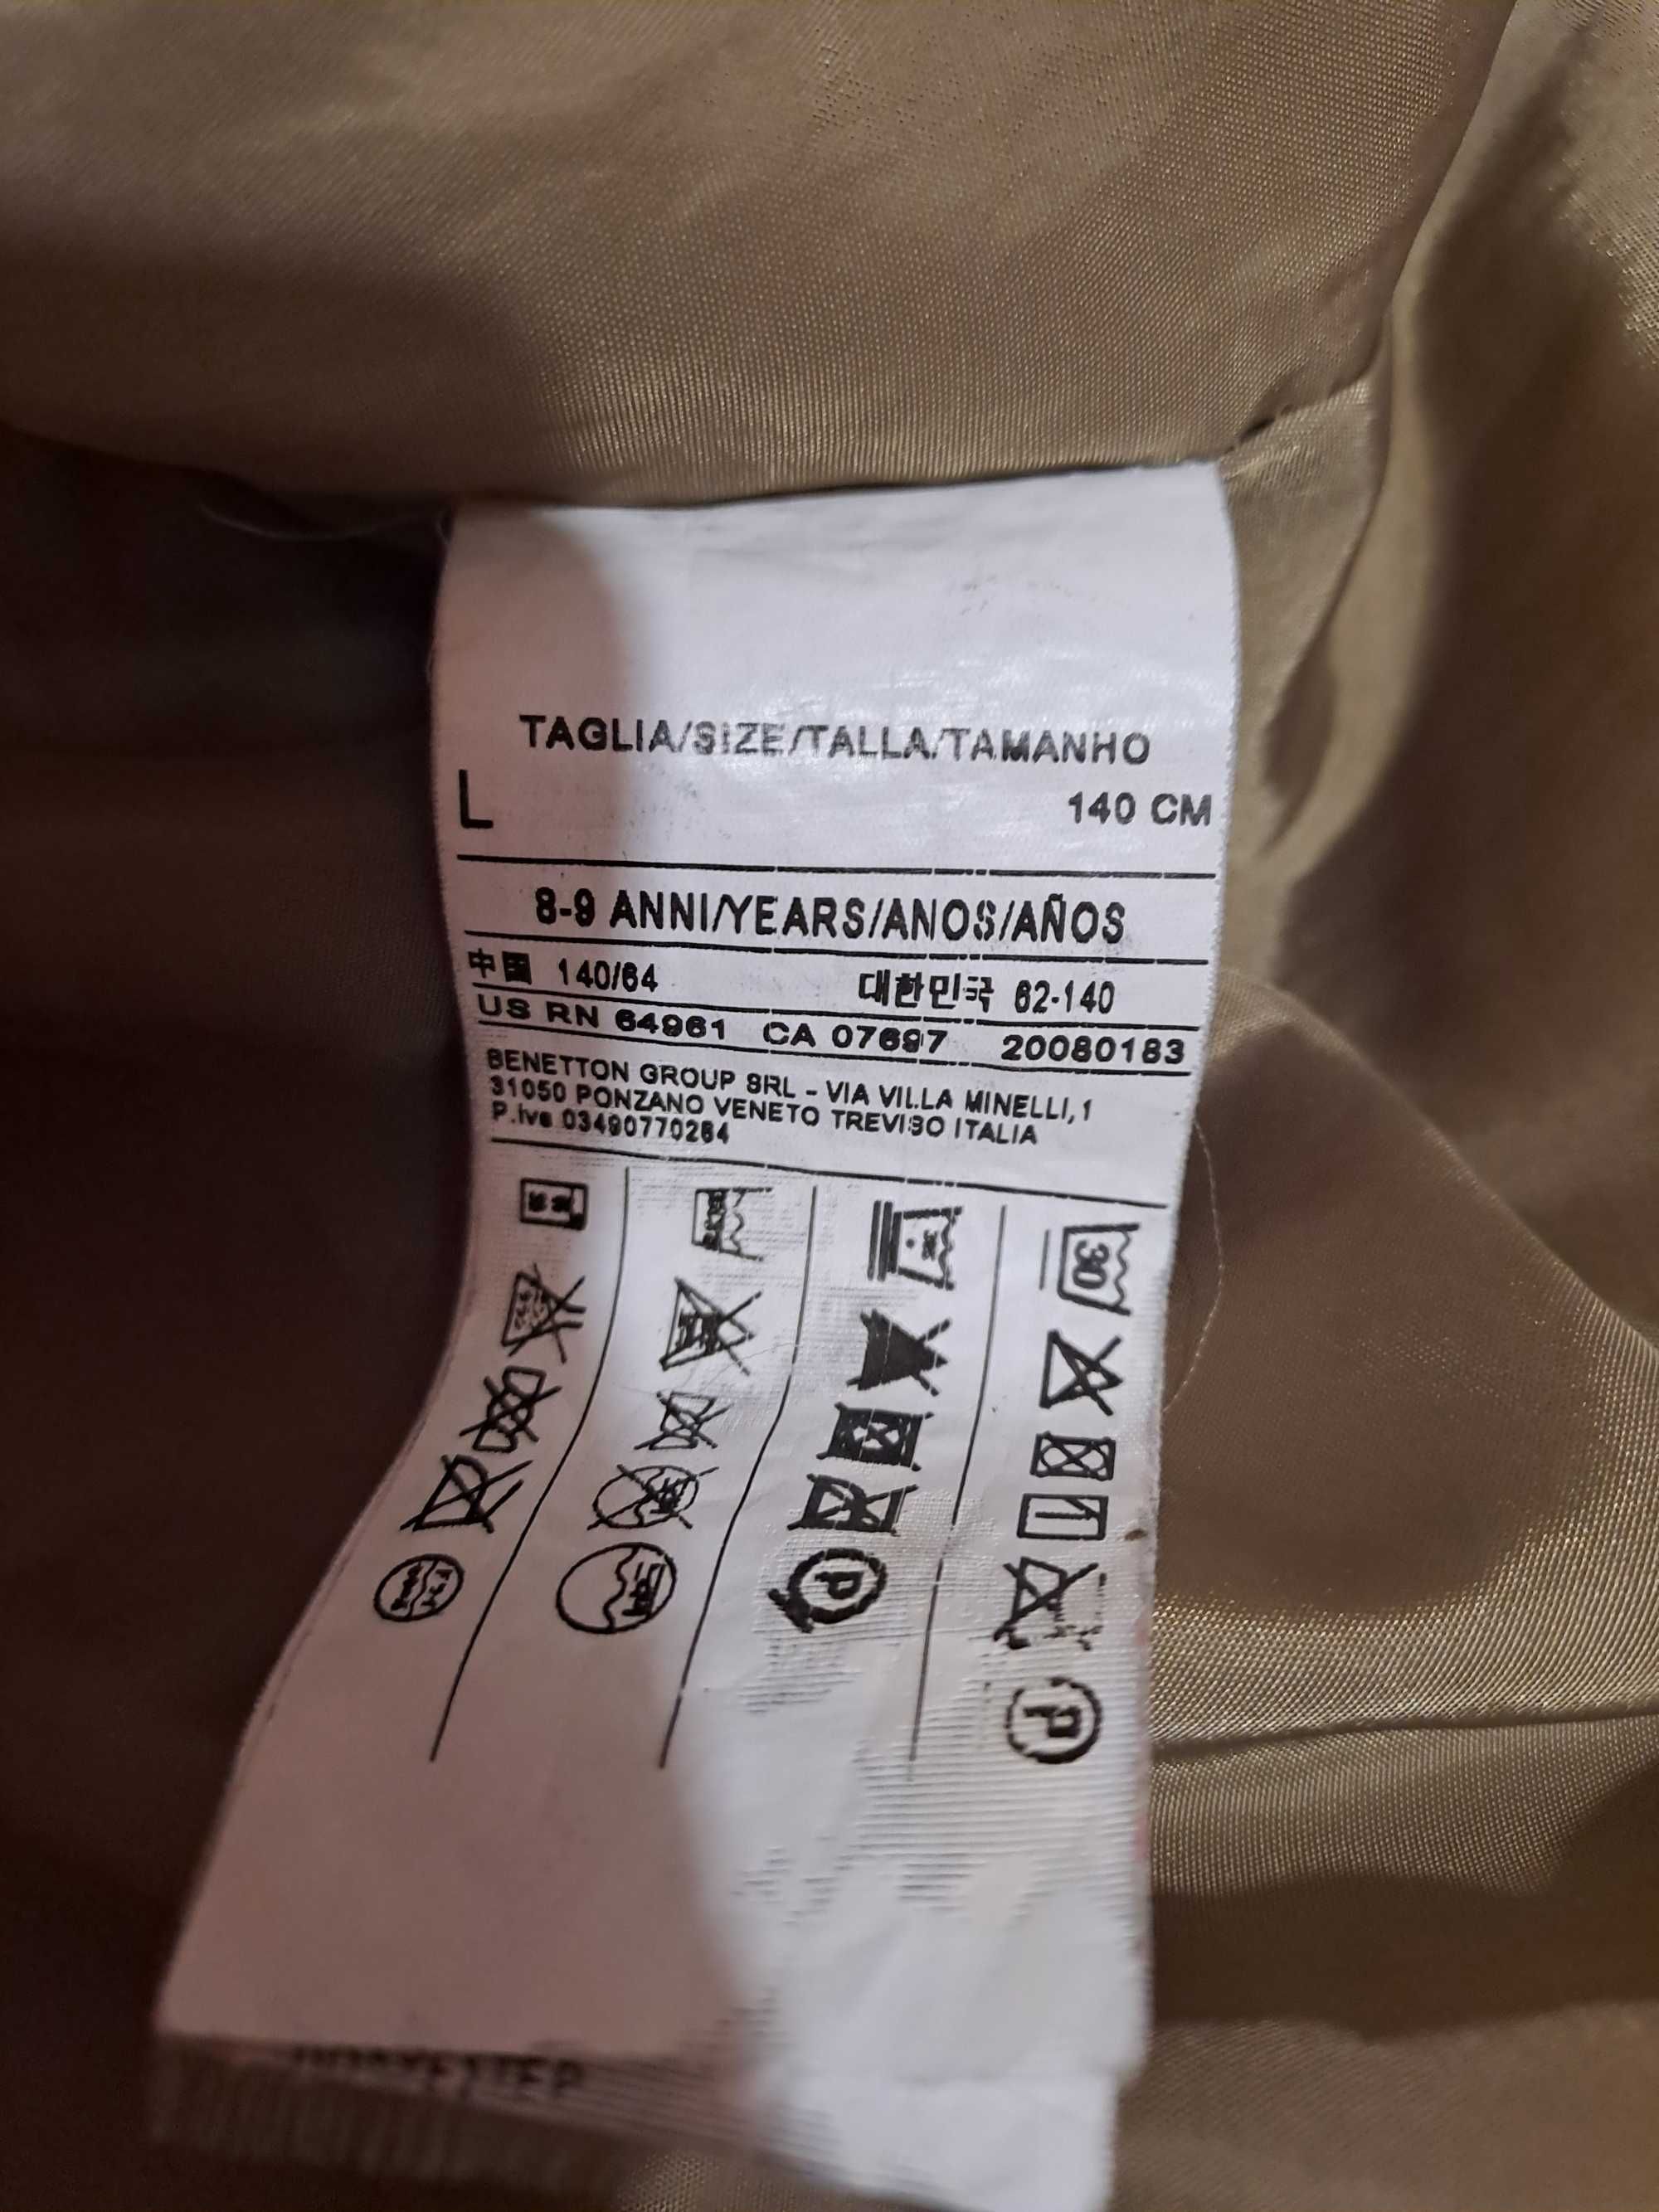 TAGLIA/SIZE/TALLA/TAMANHO
L 140 CM
8-9 ANNI/YEARS/ANOS/AÑOS
中国 140/64 대한민국 62-140
US RN 64961 CA 07697 20080183
BENETTON GROUP SRL - VIA VILLA MINELLI,1
31050 PONZANO VENETO TREVISO ITALIA
P.Iva 03490770264
30
P
P